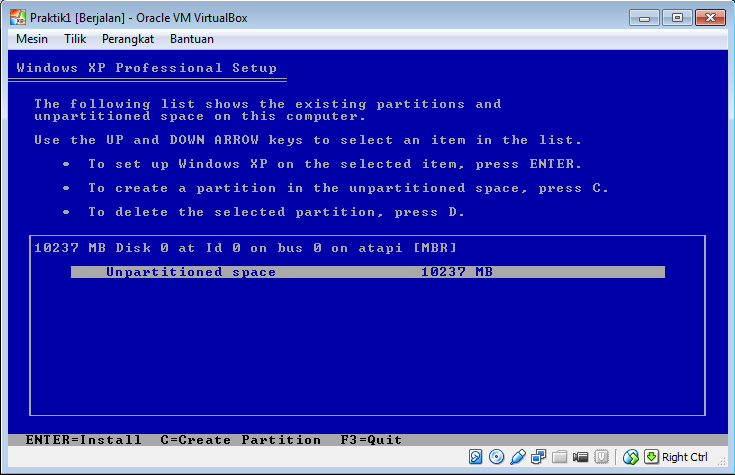 Praktik1 [Berjalan] - Oracle VM VirtualBox
Mesin Tilik Perangkat Bantuan
Windows XP Professional Setup
The following list shows the existing partitions and
unpartitioned space on this computer.
Use the UP and DOWN ARROW keys to select an item in the list.
• To set up Windows XP on the selected item, press ENTER.
• To create a partition in the unpartitioned space, press C.
• To delete the selected partition, press D.
10237 MB Disk 0 at Id 0 on bus 0 on atapi [MBR]
Unpartitioned space 10237 MB
ENTER=Install C=Create Partition F3=Quit
Right Ctrl